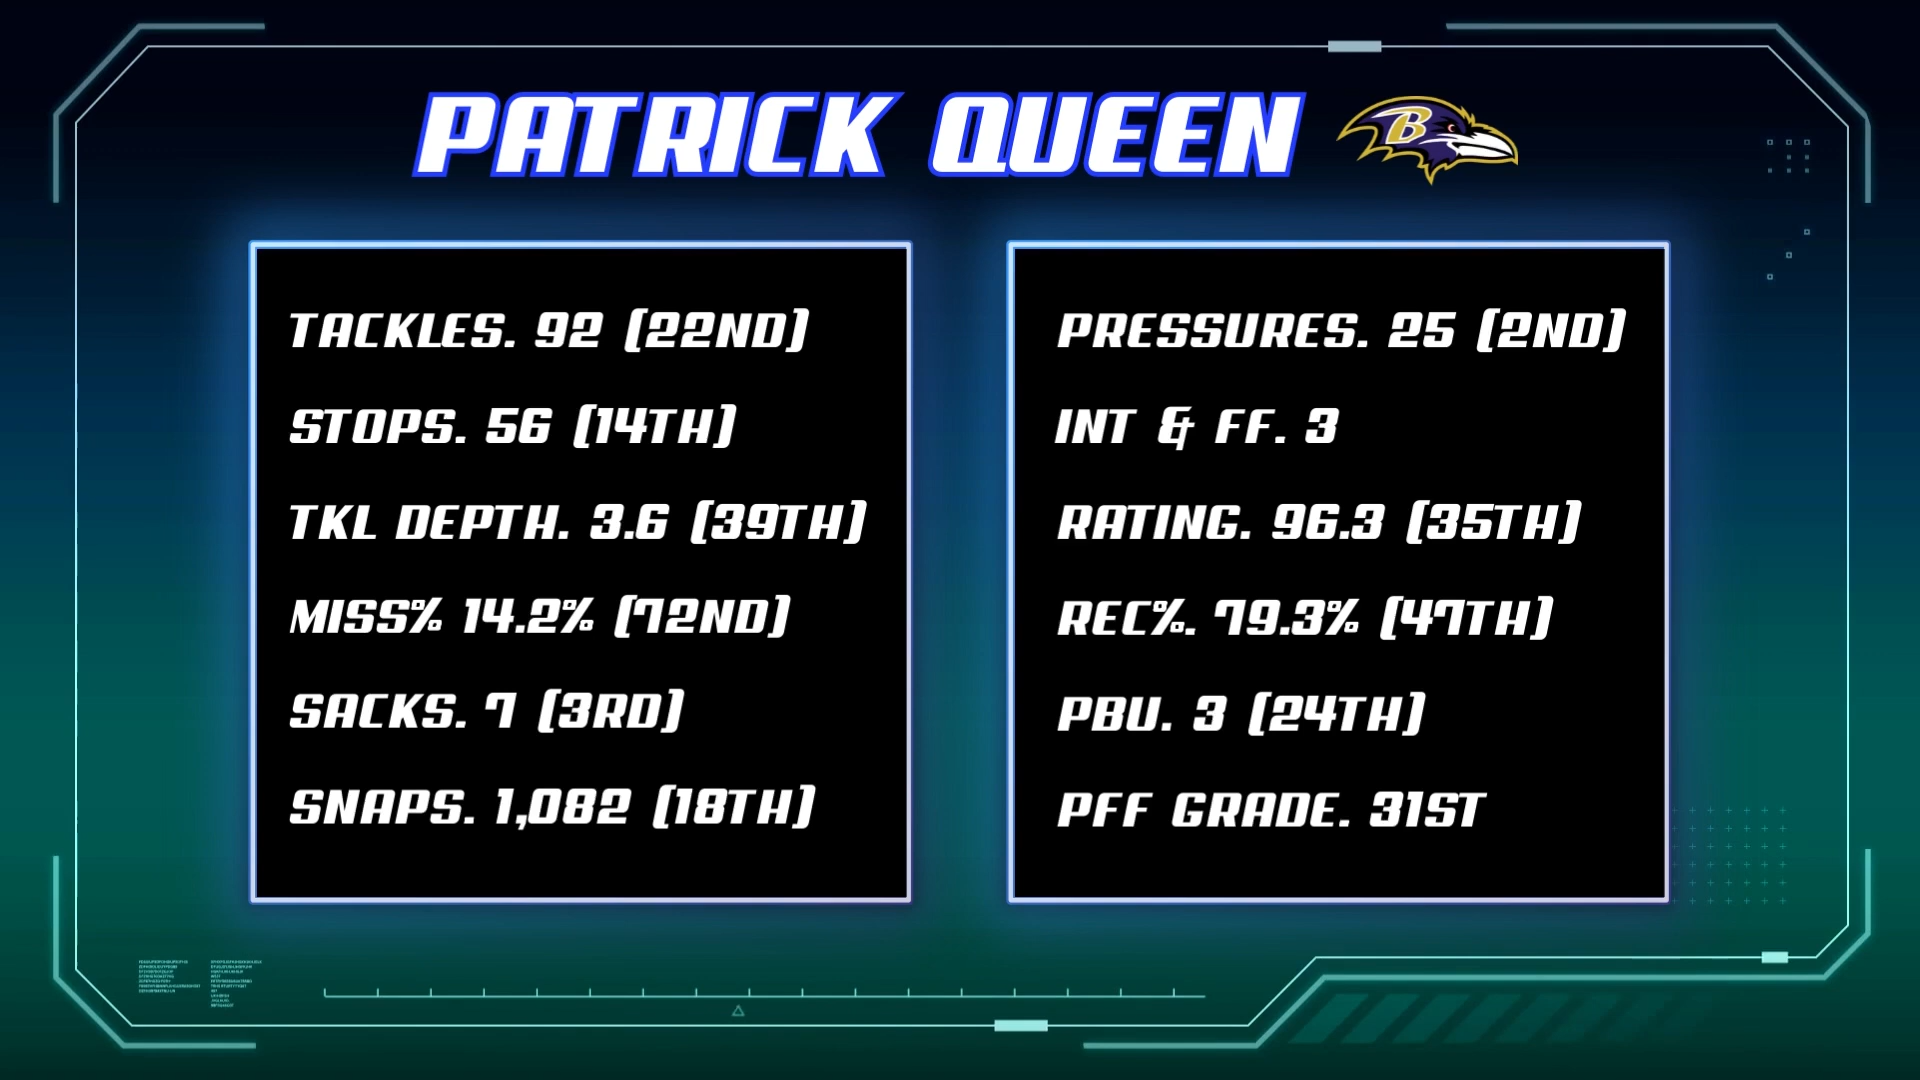 PATRICK QUEEN
B
TACKLES. 92 (22ND)
STOPS. 56 (14TH)
TKL DEPTH. 3.6 (39TH)
MISS% 14.2% (72ND)
SACKS. 7 (3RD)
SNAPS. 1,082 (18TH)
PRESSURES. 25 (2ND)
INT & FF. 3
RATING. 96.3 (35TH)
REC%. 79.3% (47TH)
PBU. 3 (24TH)
PFF GRADE. 31ST